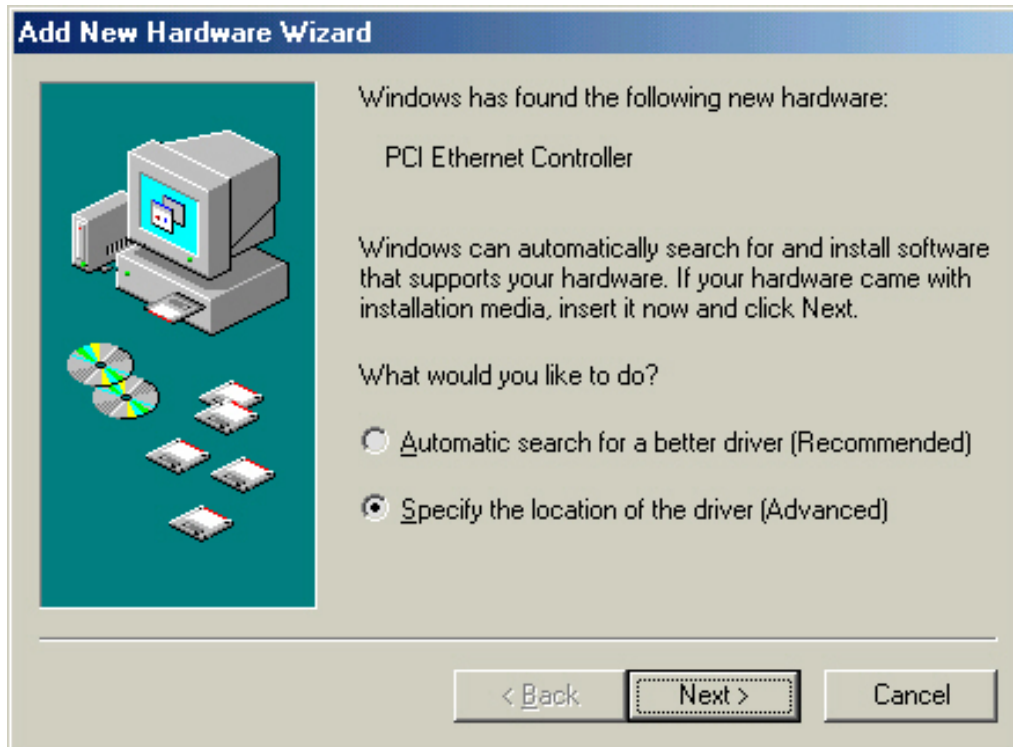 Add New Hardware Wizard
Windows has found the following new hardware:
PCI Ethernet Controller
Windows can automatically search for and install software
that supports your hardware. If your hardware came with
installation media, insert it now and click Next.
What would you like to do?
Automatic search for a better driver (Recommended)
Specify the location of the driver (Advanced)
< Back Next > Cancel